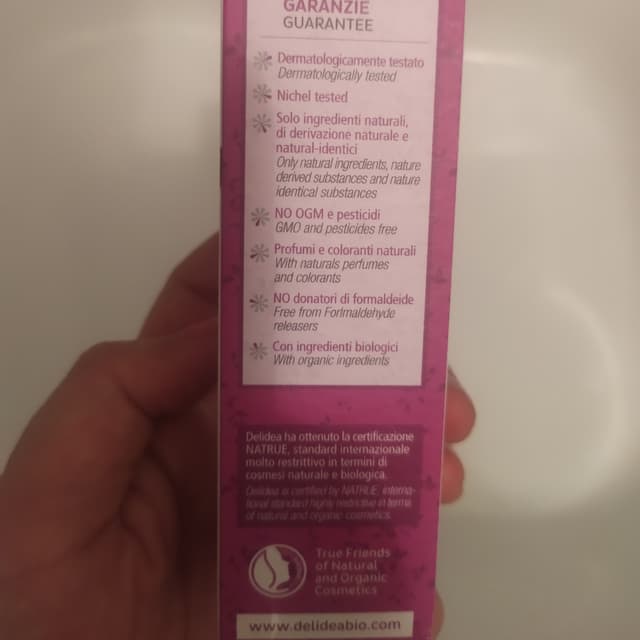 GARANZIE
GUARANTEE
Dermatologicamente testato
Dermatologically tested
Nichel tested
Solo ingredienti naturali,
di derivazione naturale e
natural-identici
Only natural ingredients, nature
derived substances and nature
identical substances
NO OGM e pesticidi
GMO and pesticides free
Profumi e coloranti naturali
With naturals perfumes
and colorants
NO donatori di formaldeide
Free from Forlmaldehyde
releasers
Con ingredienti biologici
With organic ingredients
Delidea ha ottenuto la certificazione
NATRUE, standard internazionale
molto restrittivo in termini di
cosmesi naturale e biologica.
Delidea is certified by NATRUE, interna-
tional standard highly restrictive in terms
of natural and organic cosmetics.
True Friends
of Natural
and Organic
Cosmetics
www.delideabio.com